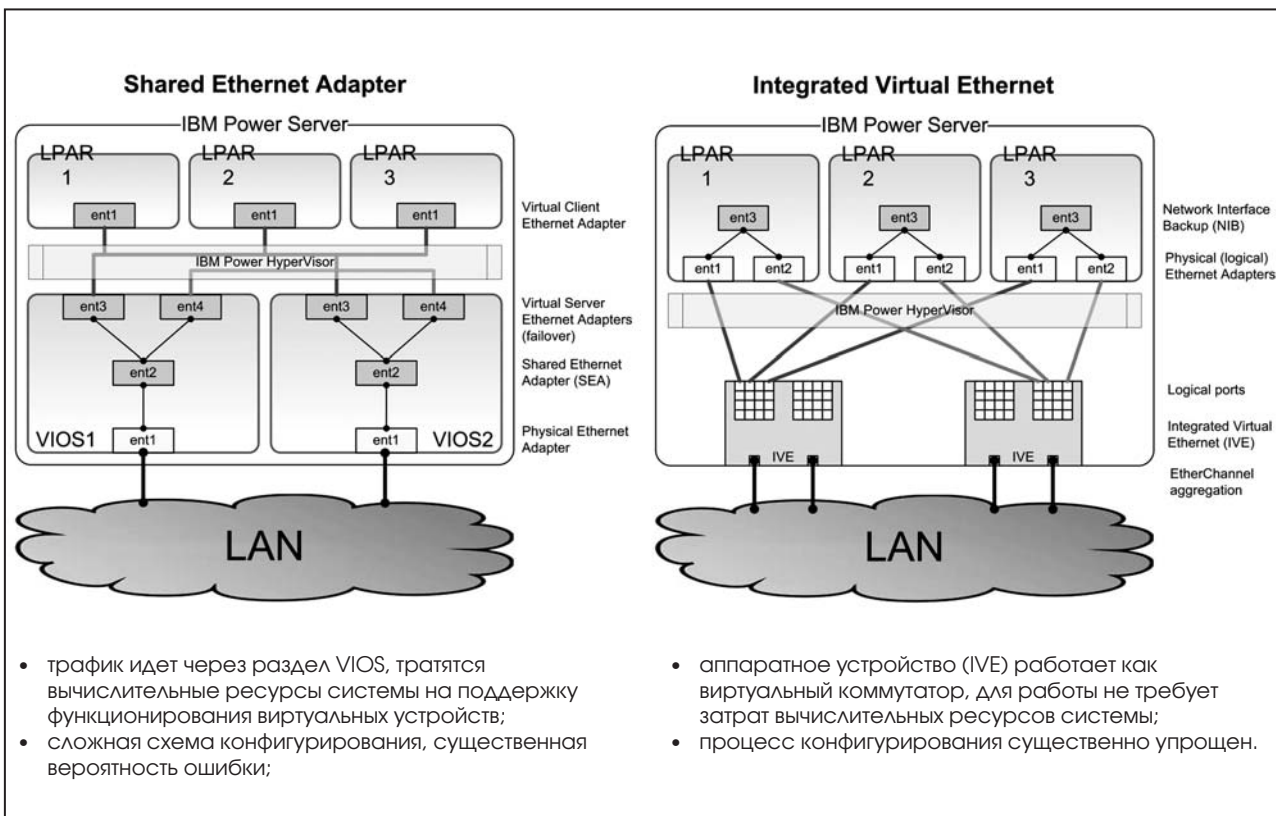 Shared Ethernet Adapter
IBM Power Server
LPAR
1
LPAR
2
LPAR
3
ent1
ent1
ent1
Virtual Client
Ethernet Adapter
IBM Power HyperVisor
ent3
ent4
ent3
ent4
Virtual Server
Ethernet Adapters
(failover)
ent2
ent2
Shared Ethernet
Adapter (SEA)
VIOS1
ent1
ent1
VIOS2
Physical Ethernet
Adapter
LAN
• трафик идет через раздел VIOS, тратятся
вычислительные ресурсы системы на поддержку
функционирования виртуальных устройств;
• сложная схема конфигурирования, существенная
вероятность ошибки;
Integrated Virtual Ethernet
IBM Power Server
LPAR
1
LPAR
2
LPAR
3
ent3
ent3
ent3
Network Interface
Backup (NIB)
ent1
ent2
ent1
ent2
ent1
ent2
Physical (logical)
Ethernet Adapters
IBM Power HyperVisor
Logical ports
IVE
IVE
Integrated Virtual
Ethernet (IVE)
EtherChannel
aggregation
LAN
• аппаратное устройство (IVE) работает как
виртуальный коммутатор, для работы не требует
затрат вычислительных ресурсов системы;
• процесс конфигурирования существенно упрощен.